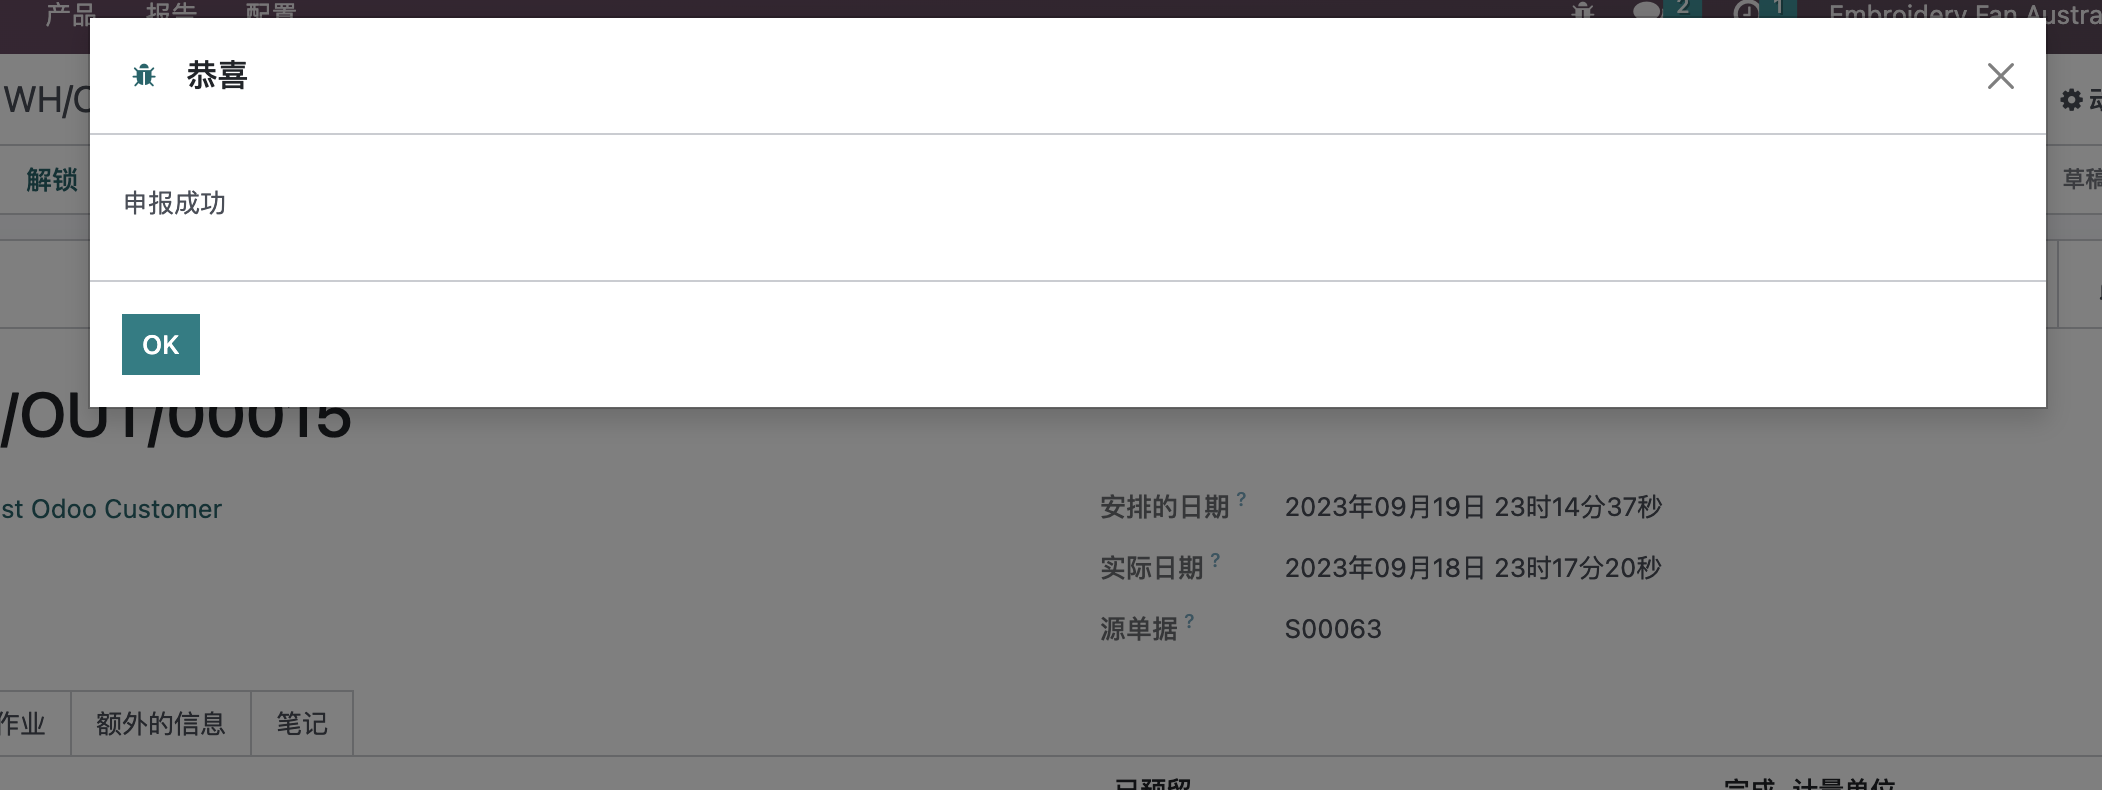 产品 报告 配置 2 1 Embroidery Fan Austra
恭喜
WH/O
解锁
草稿
申报成功
OK
/OUT/00015
st Odoo Customer
安排的日期 ? 2023年09月19日 23时14分37秒
实际日期 ? 2023年09月18日 23时17分20秒
源单据 ? S00063
作业 额外的信息 笔记
已预留 完成 计量单位